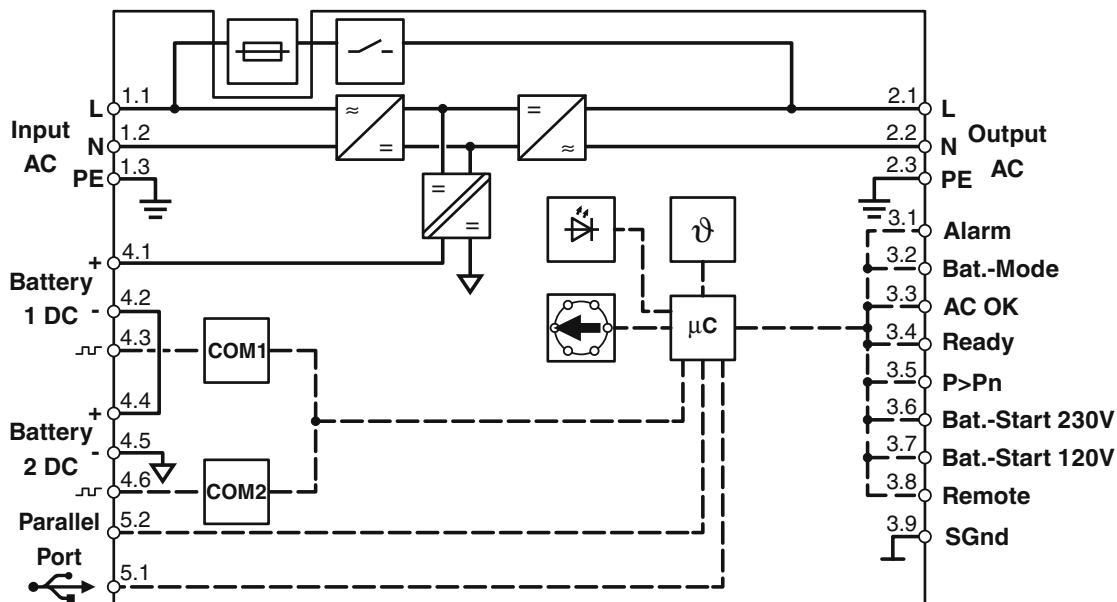 L
1.1
Input
AC
N
1.2
PE
1.3
≈
=
=
≈
=
=
2.1
L
2.2
N
Output
AC
2.3
PE
+
4.1
Battery
1 DC
-
4.2
4.3
COM1
+
4.4
Battery
2 DC
-
4.5
4.6
COM2
Parallel
5.2
Port
5.1
ϑ
µC
3.1
Alarm
3.2
Bat.-Mode
3.3
AC OK
3.4
Ready
3.5
P>Pn
3.6
Bat.-Start 230V
3.7
Bat.-Start 120V
3.8
Remote
3.9
SGnd